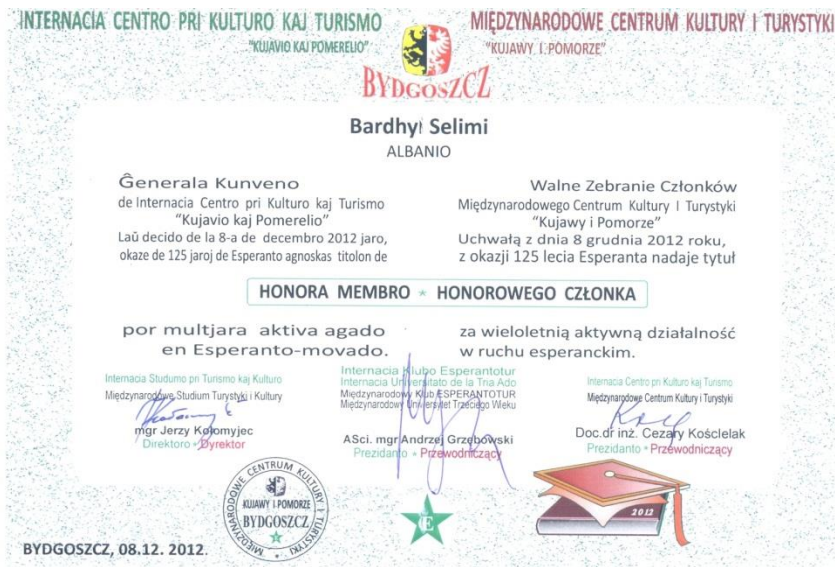 INTERNACIA CENTRO PRI KULTURO KAJ TURISMO
"KUJAVIO KAJ POMERELIO"
MIĘDZYNARODOWE CENTRUM KULTURY I TURYSTYKI
"KUJAWY I POMORZE"
BYDGOSZCZ
Bardhyl Selimi
ALBANIO
Ĝenerala Kunveno
de Internacia Centro pri Kulturo kaj Turismo
"Kujavio kaj Pomerelio"
Laŭ decido de la 8-a de decembro 2012 jaro,
okaze de 125 jaroj de Esperanto agnoskas titolon de
Walne Zebranie Członków
Międzynarodowego Centrum Kultury I Turystyki
"Kujawy i Pomorze"
Uchwałą z dnia 8 grudnia 2012 roku,
z okazji 125 lecia Esperanta nadaje tytuł
HONORA MEMBRO * HONOROWEGO CZŁONKA
por multjara aktiva agado
en Esperanto-movado.
za wieloletnią aktywną działalność
w ruchu esperanckim.
Internacia Studumo pri Turismo kaj Kulturo
Międzynarodowe Studium Turystyki i Kultury
mgr Jerzy Kołomyjec
Direktoro * Dyrektor
Internacia Klubo Esperantotur
Internacia Universitato de la Tria Ado
Międzynarodowy Klub ESPERANTOTUR
Międzynarodowy Uniwersytet Trzeciego Wieku
ASci. mgr Andrzej Grzębowski
Prezidanto * Przewodniczący
Internacia Centro pri Kulturo kaj Turismo
Międzynarodowe Centrum Kultury i Turystyki
Doc.dr inż. Cezary Kościelak
Prezidanto * Przewodniczący
MIĘDZYNARODOWE CENTRUM KULTURY I TURYSTYKI
KUJAWY I POMORZE
BYDGOSZCZ
E
2012
BYDGOSZCZ, 08.12. 2012.